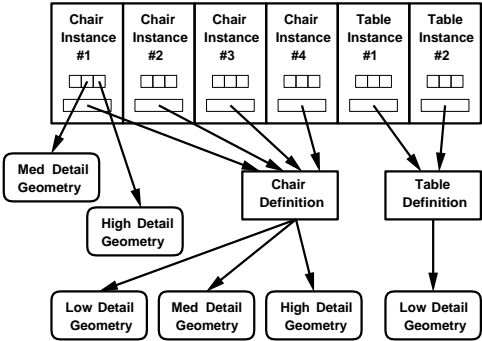 Chair Instance #1
Chair Instance #2
Chair Instance #3
Chair Instance #4
Table Instance #1
Table Instance #2
Med Detail
Geometry
High Detail
Geometry
Chair
Definition
Table
Definition
Low Detail
Geometry
Med Detail
Geometry
High Detail
Geometry
Low Detail
Geometry